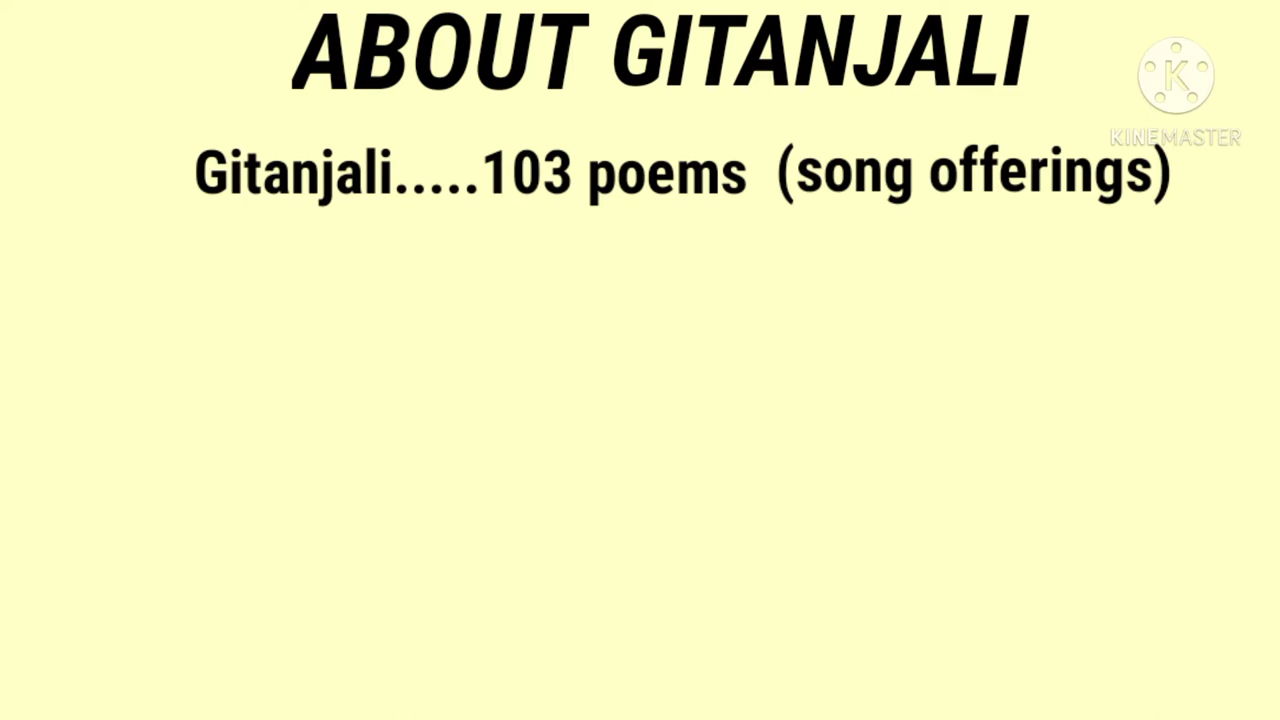 ABOUT GITANJALI
K
KINEMASTER
Gitanjali.....103 poems (song offerings)